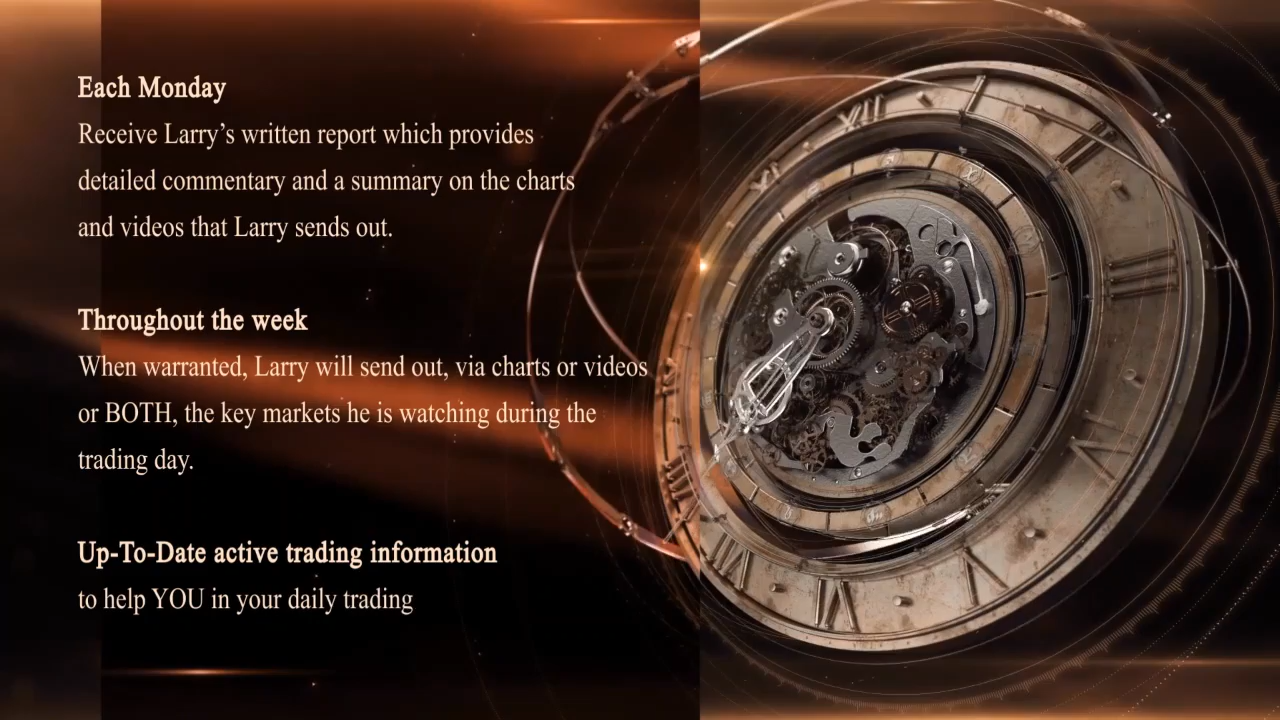 Each Monday
Receive Larry’s written report which provides
detailed commentary and a summary on the charts
and videos that Larry sends out.
Throughout the week
When warranted, Larry will send out, via charts or videos
or BOTH, the key markets he is watching during the
trading day.
Up-To-Date active trading information
to help YOU in your daily trading